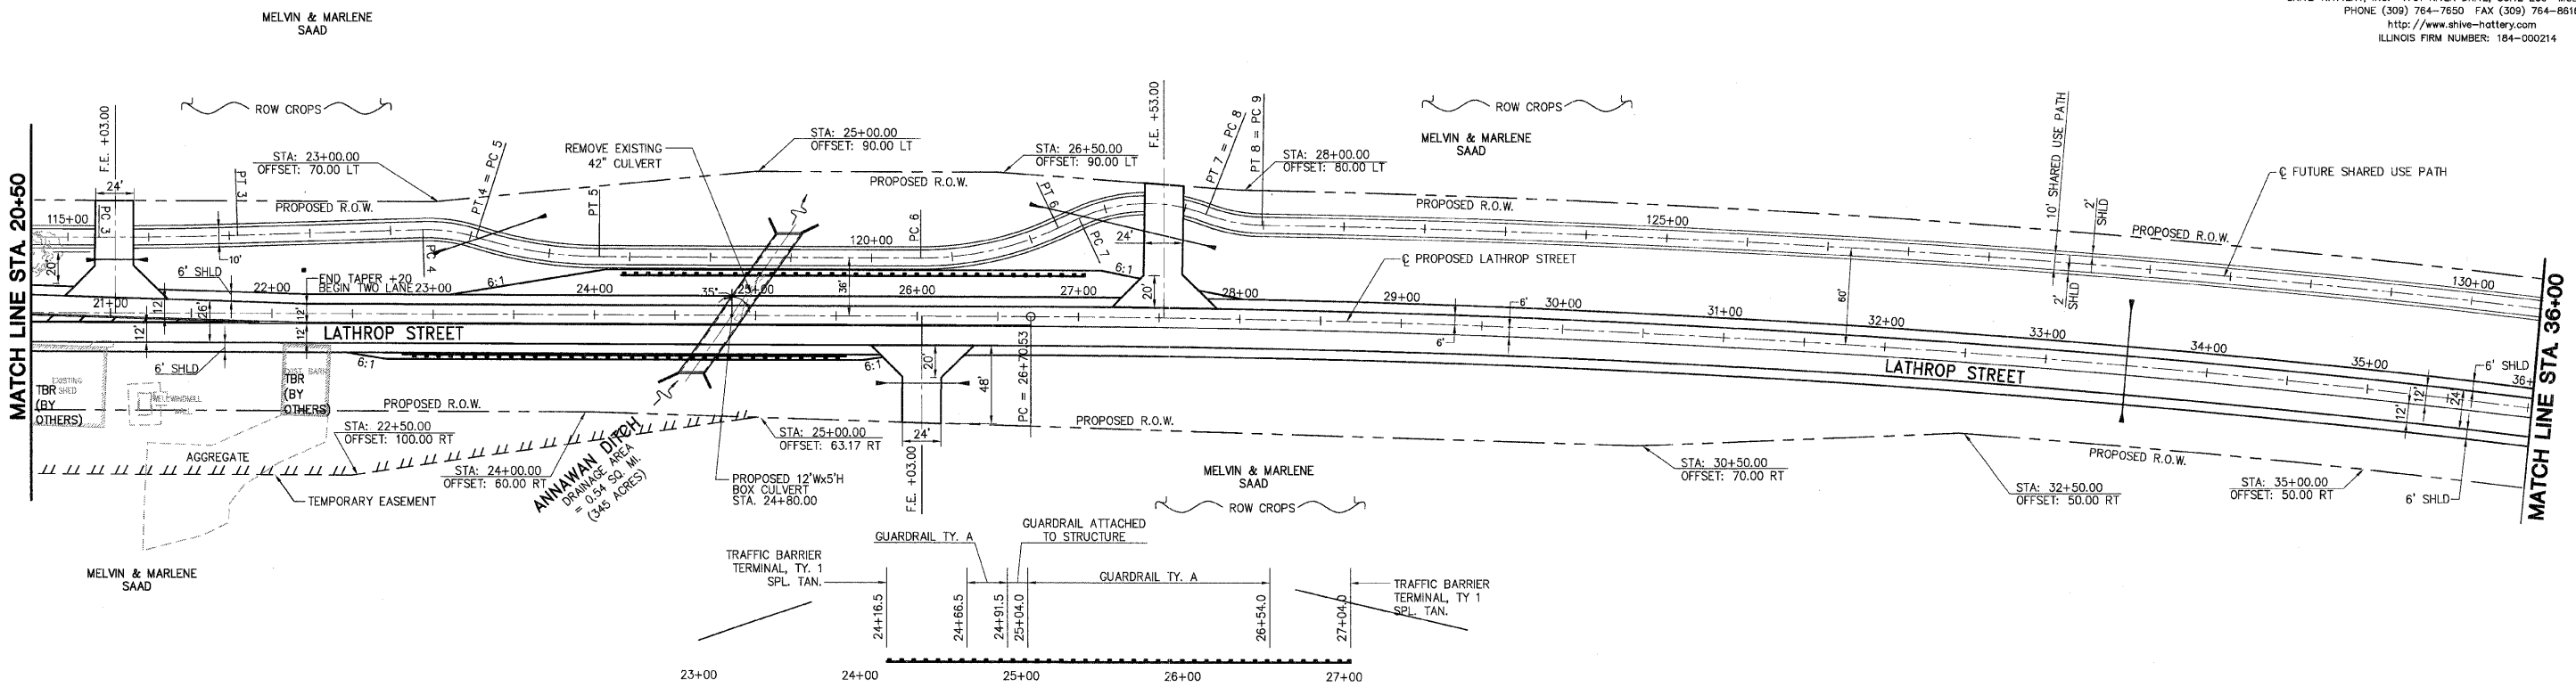 PHONE (309) 764-7650 FAX (309) 764-8616
http://www.shive-hattery.com
ILLINOIS FIRM NUMBER: 184-000214
MELVIN & MARLENE
SAAD
ROW CROPS
ROW CROPS
MELVIN & MARLENE
SAAD
MATCH LINE STA. 20+50
F.E. +03.00
24'
PC 3
115+00
20'
STA: 23+00.00
OFFSET: 70.00 LT
PT 3
PROPOSED R.O.W.
10'
PC 4
PT 4 = PC 5
REMOVE EXISTING
42" CULVERT
PT 5
STA: 25+00.00
OFFSET: 90.00 LT
PROPOSED R.O.W.
120+00
PC 6
STA: 26+50.00
OFFSET: 90.00 LT
PT 6
PC 7
F.E. +53.00
24'
20'
PT 7 = PC 8
PT 8 = PC 9
STA: 28+00.00
OFFSET: 80.00 LT
PROPOSED R.O.W.
125+00
10' SHARED USE PATH
2'
SHLD
2'
SHLD
℄ FUTURE SHARED USE PATH
PROPOSED R.O.W.
130+00
℄ PROPOSED LATHROP STREET
60'
6' SHLD
END TAPER +20
BEGIN TWO LANE
6:1
6:1
35'
36'
21+00
22+00
23+00
24+00
25+00
26+00
27+00
28+00
29+00
30+00
31+00
32+00
33+00
34+00
35+00
36+
12'
12'
26'
12'
12'
6'
6'
LATHROP STREET
LATHROP STREET
6' SHLD
12'
12'
24'
MATCH LINE STA. 36+00
6' SHLD
6:1
6:1
EXISTING
SHED
TBR
(BY
OTHERS)
TBR
(BY
OTHERS)
PROPOSED R.O.W.
STA: 22+50.00
OFFSET: 100.00 RT
AGGREGATE
TEMPORARY EASEMENT
STA: 24+00.00
OFFSET: 60.00 RT
ANNAWAN DITCH
DRAINAGE AREA
= 0.54 SQ. MI.
(345 ACRES)
STA: 25+00.00
OFFSET: 63.17 RT
PROPOSED 12'Wx5'H
BOX CULVERT
STA. 24+80.00
20'
48'
24'
F.E. +03.00
PC = 26+70.53
PROPOSED R.O.W.
MELVIN & MARLENE
SAAD
ROW CROPS
STA: 30+50.00
OFFSET: 70.00 RT
STA: 32+50.00
OFFSET: 50.00 RT
PROPOSED R.O.W.
STA: 35+00.00
OFFSET: 50.00 RT
6' SHLD
MELVIN & MARLENE
SAAD
TRAFFIC BARRIER
TERMINAL, TY. 1
SPL. TAN.
GUARDRAIL TY. A
GUARDRAIL ATTACHED
TO STRUCTURE
GUARDRAIL TY. A
TRAFFIC BARRIER
TERMINAL, TY 1
SPL. TAN.
24+16.5
24+66.5
24+91.5
25+04.0
26+54.0
27+04.0
23+00
24+00
25+00
26+00
27+00